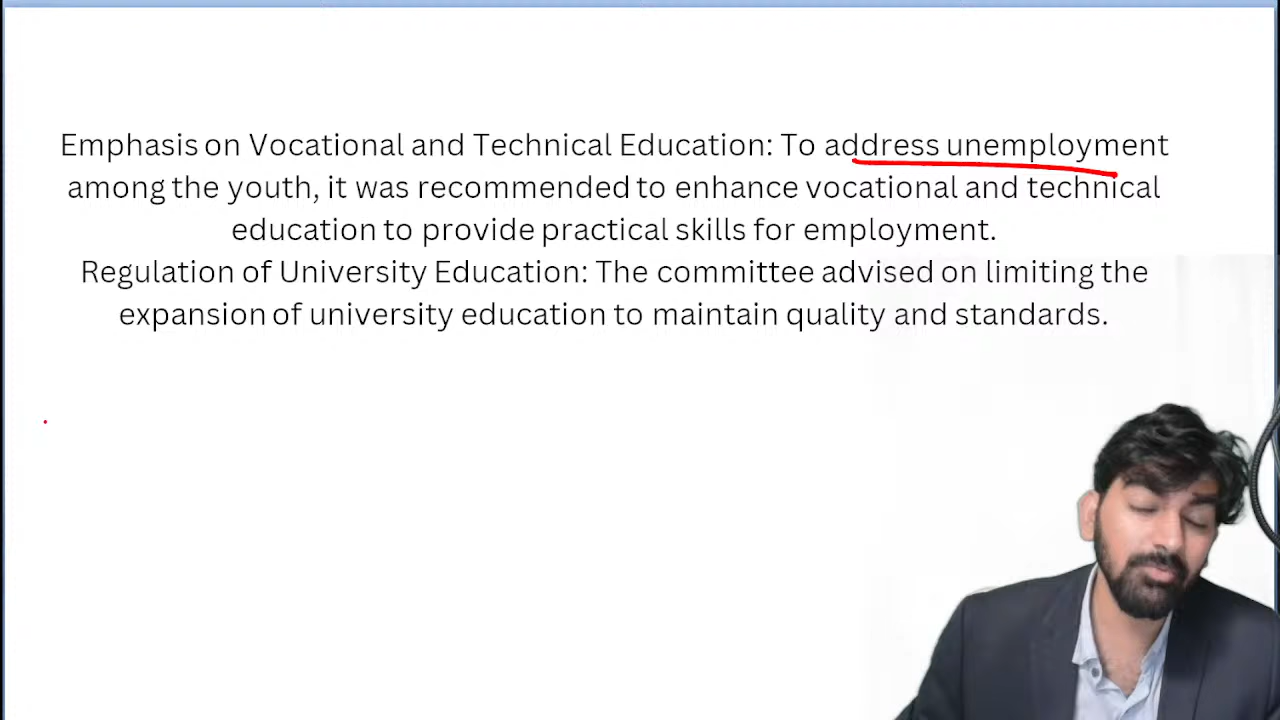 Emphasis on Vocational and Technical Education: To address unemployment
among the youth, it was recommended to enhance vocational and technical
education to provide practical skills for employment.
Regulation of University Education: The committee advised on limiting the
expansion of university education to maintain quality and standards.